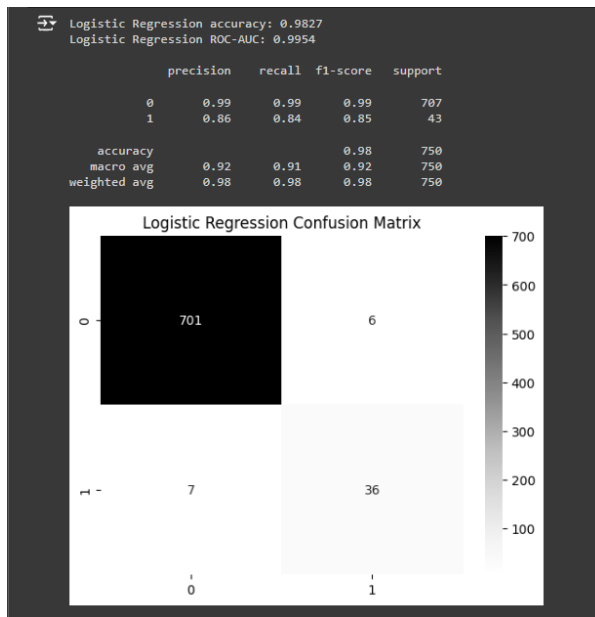 Logistic Regression accuracy: 0.9827
Logistic Regression ROC-AUC: 0.9954
precision recall f1-score support
0 0.99 0.99 0.99 707
1 0.86 0.84 0.85 43
accuracy 0.98 750
macro avg 0.92 0.91 0.92 750
weighted avg 0.98 0.98 0.98 750
Logistic Regression Confusion Matrix
700
600
0 701 6
500
400
300
1 7 36
200
100
0 1